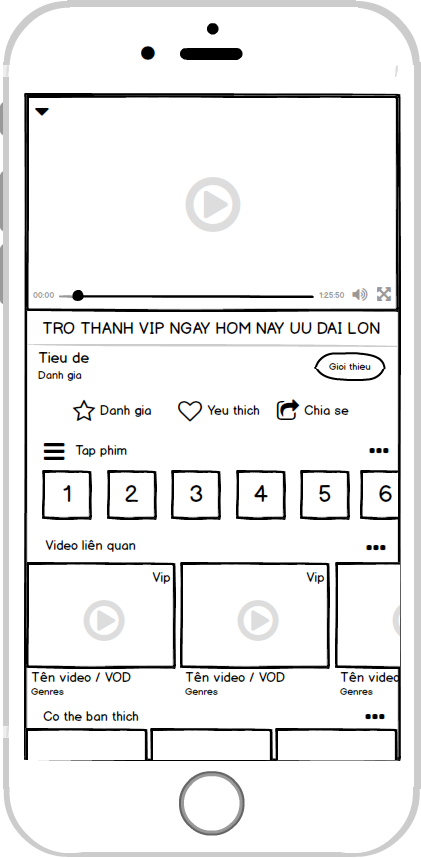 00:00 1:25:50
TRO THANH VIP NGAY HOM NAY UU DAI LON
Tieu de
Danh gia
Gioi thieu
Danh gia Yeu thich Chia se
Tap phim
1 2 3 4 5 6
Video liên quan
Vip Vip
Tên video / VOD Tên video / VOD Tên video
Genres Genres Genres
Co the ban thich